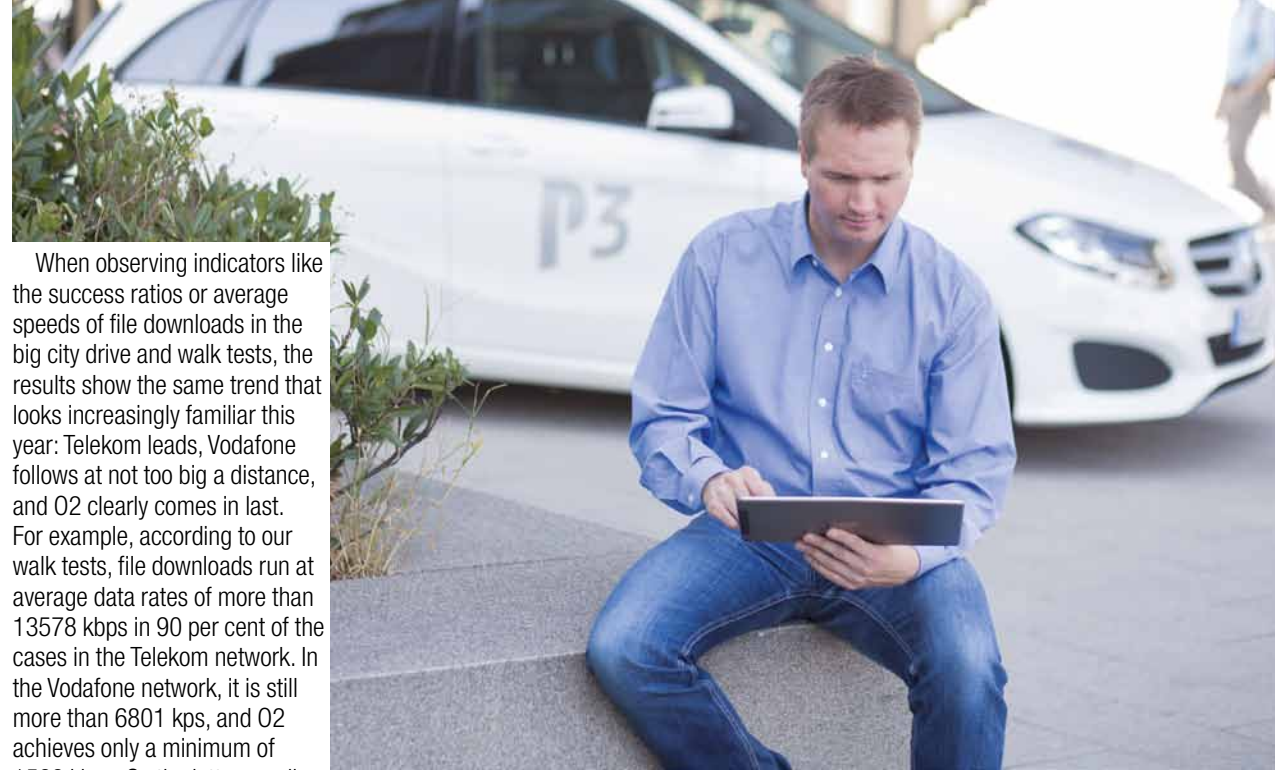 P3
When observing indicators like
the success ratios or average
speeds of file downloads in the
big city drive and walk tests, the
results show the same trend that
looks increasingly familiar this
year: Telekom leads, Vodafone
follows at not too big a distance,
and O2 clearly comes in last.
For example, according to our
walk tests, file downloads run at
average data rates of more than
13578 kbps in 90 per cent of the
cases in the Telekom network. In
the Vodafone network, it is still
more than 6801 kps, and O2
achieves only a minimum of